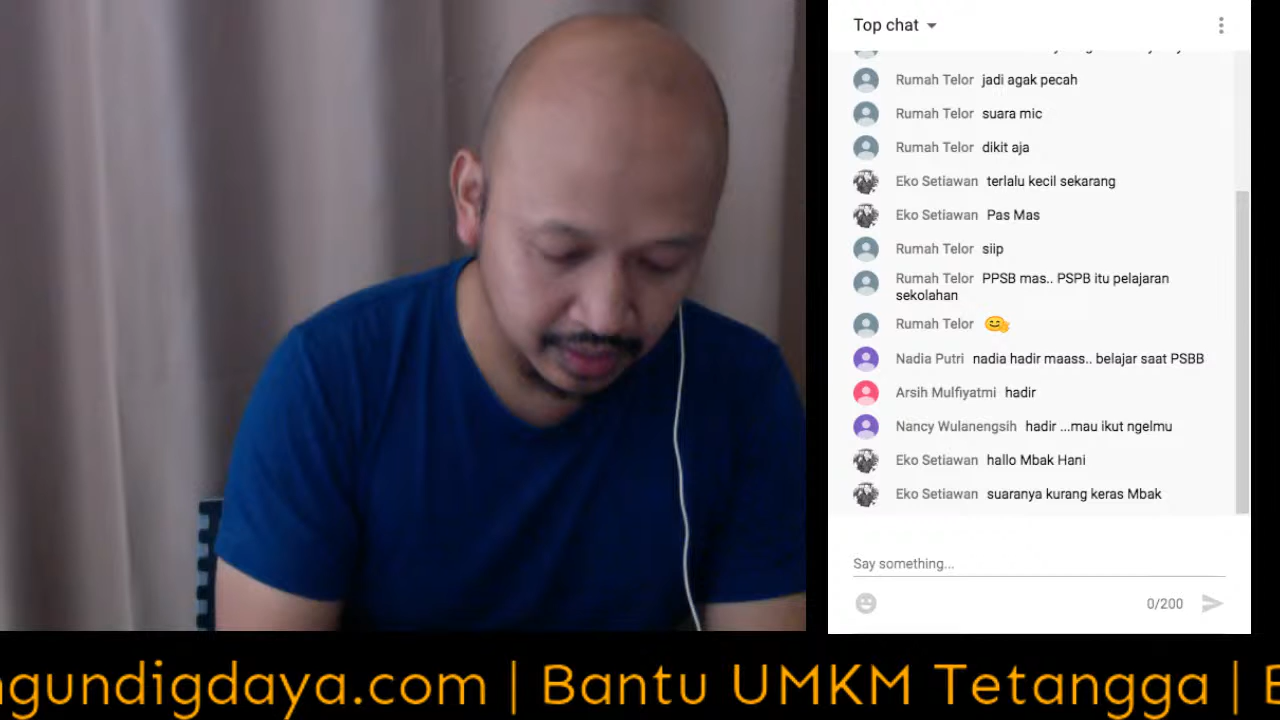 Top chat
Rumah Telor jadi agak pecah
Rumah Telor suara mic
Rumah Telor dikit aja
Eko Setiawan terlalu kecil sekarang
Eko Setiawan Pas Mas
Rumah Telor siip
Rumah Telor PPSB mas.. PSPB itu pelajaran
sekolahan
Rumah Telor
Nadia Putri nadia hadir maass.. belajar saat PSBB
Arsih Mulfiyatmi hadir
Nancy Wulanengsih hadir ...mau ikut ngelmu
Eko Setiawan hallo Mbak Hani
Eko Setiawan suaranya kurang keras Mbak
Say something...
0/200
ngundigdaya.com | Bantu UMKM Tetangga | B